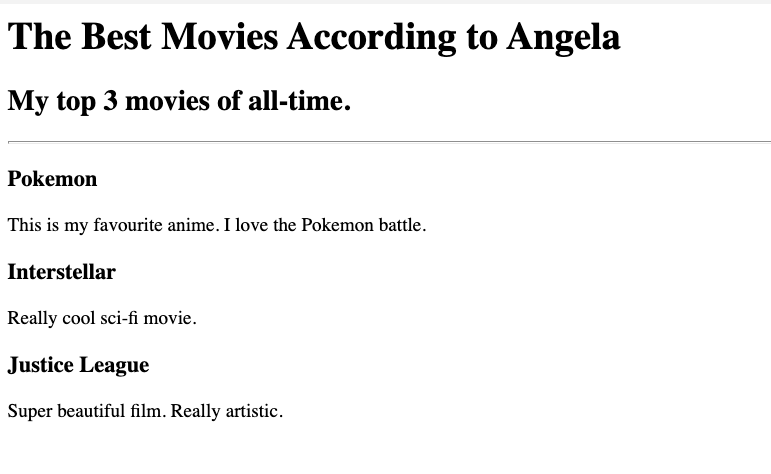 The Best Movies According to Angela
My top 3 movies of all-time.
Pokemon
This is my favourite anime. I love the Pokemon battle.
Interstellar
Really cool sci-fi movie.
Justice League
Super beautiful film. Really artistic.